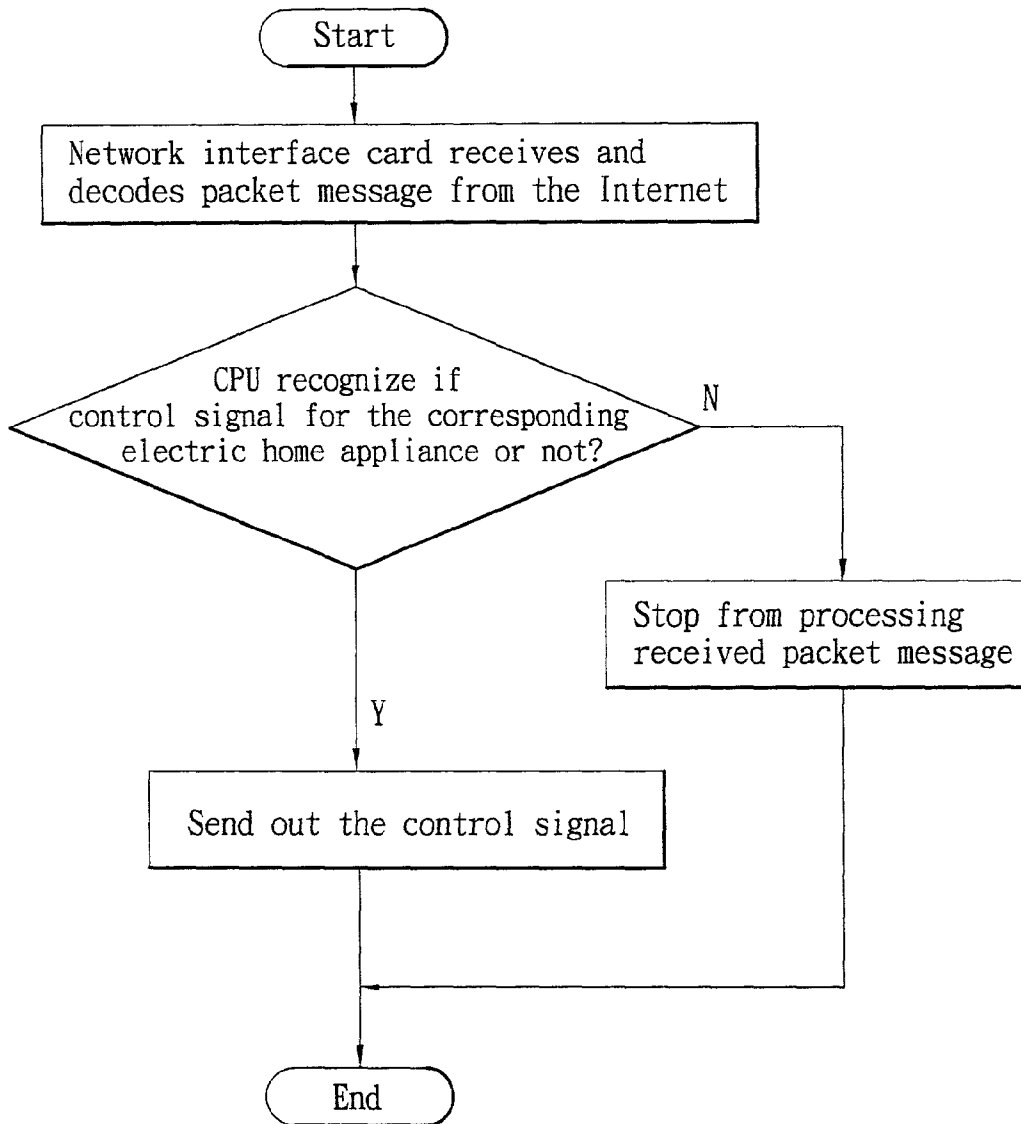 Start
Network interface card receives and
decodes packet message from the Internet
CPU recognize if
control signal for the corresponding
electric home appliance or not?
N
Stop from processing
received packet message
Y
Send out the control signal
End